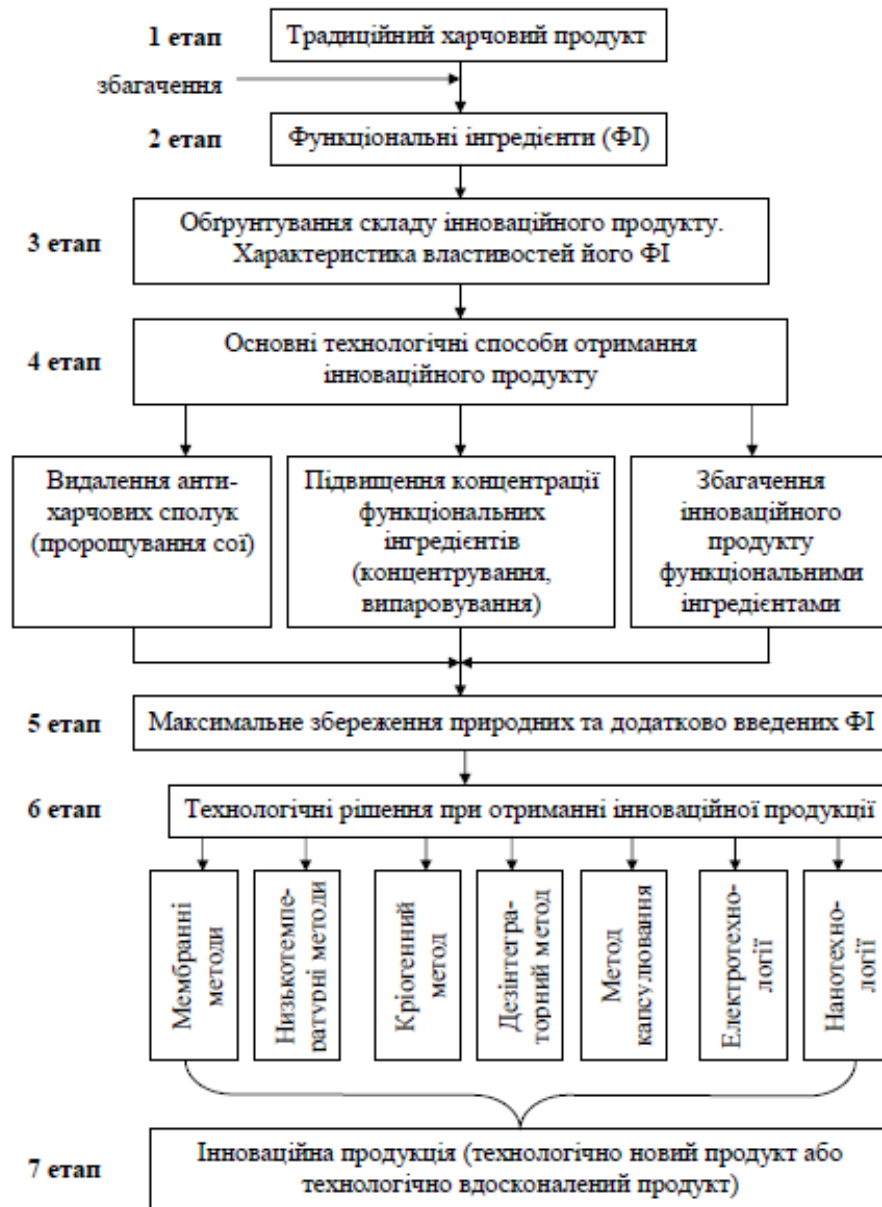 1 етап
Традиційний харчовий продукт
збагачення
2 етап
Функціональні інгредієнти (ФІ)
3 етап
Обґрунтування складу інноваційного продукту.
Характеристика властивостей його ФІ
4 етап
Основні технологічні способи отримання
інноваційного продукту
Видалення анти-
харчових сполук
(пророщування сої)
Підвищення концентрації
функціональних
інгредієнтів
(концентрування,
випаровування)
Збагачення
інноваційного
продукту
функціональними
інгредієнтами
5 етап
Максимальне збереження природних та додатково введених ФІ
6 етап
Технологічні рішення при отриманні інноваційної продукції
Мембранні
методи
Низькотемпе-
ратурні методи
Кріогенний
метод
Дезінтегра-
торний метод
Метод
капсулювання
Електротехно-
логії
Нанотехно-
логії
7 етап
Інноваційна продукція (технологічно новий продукт або
технологічно вдосконалений продукт)